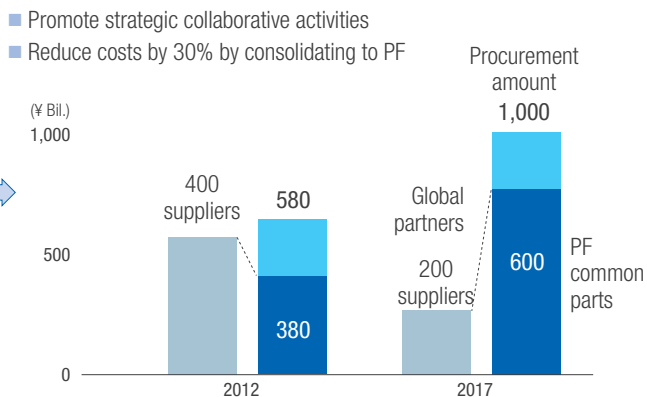 Promote strategic collaborative activities
Reduce costs by 30% by consolidating to PF
Procurement
amount
(¥ Bil.)
1,000
1,000
400
suppliers
580
Global
partners
500
200
suppliers
600
PF
common
parts
380
0
2012
2017